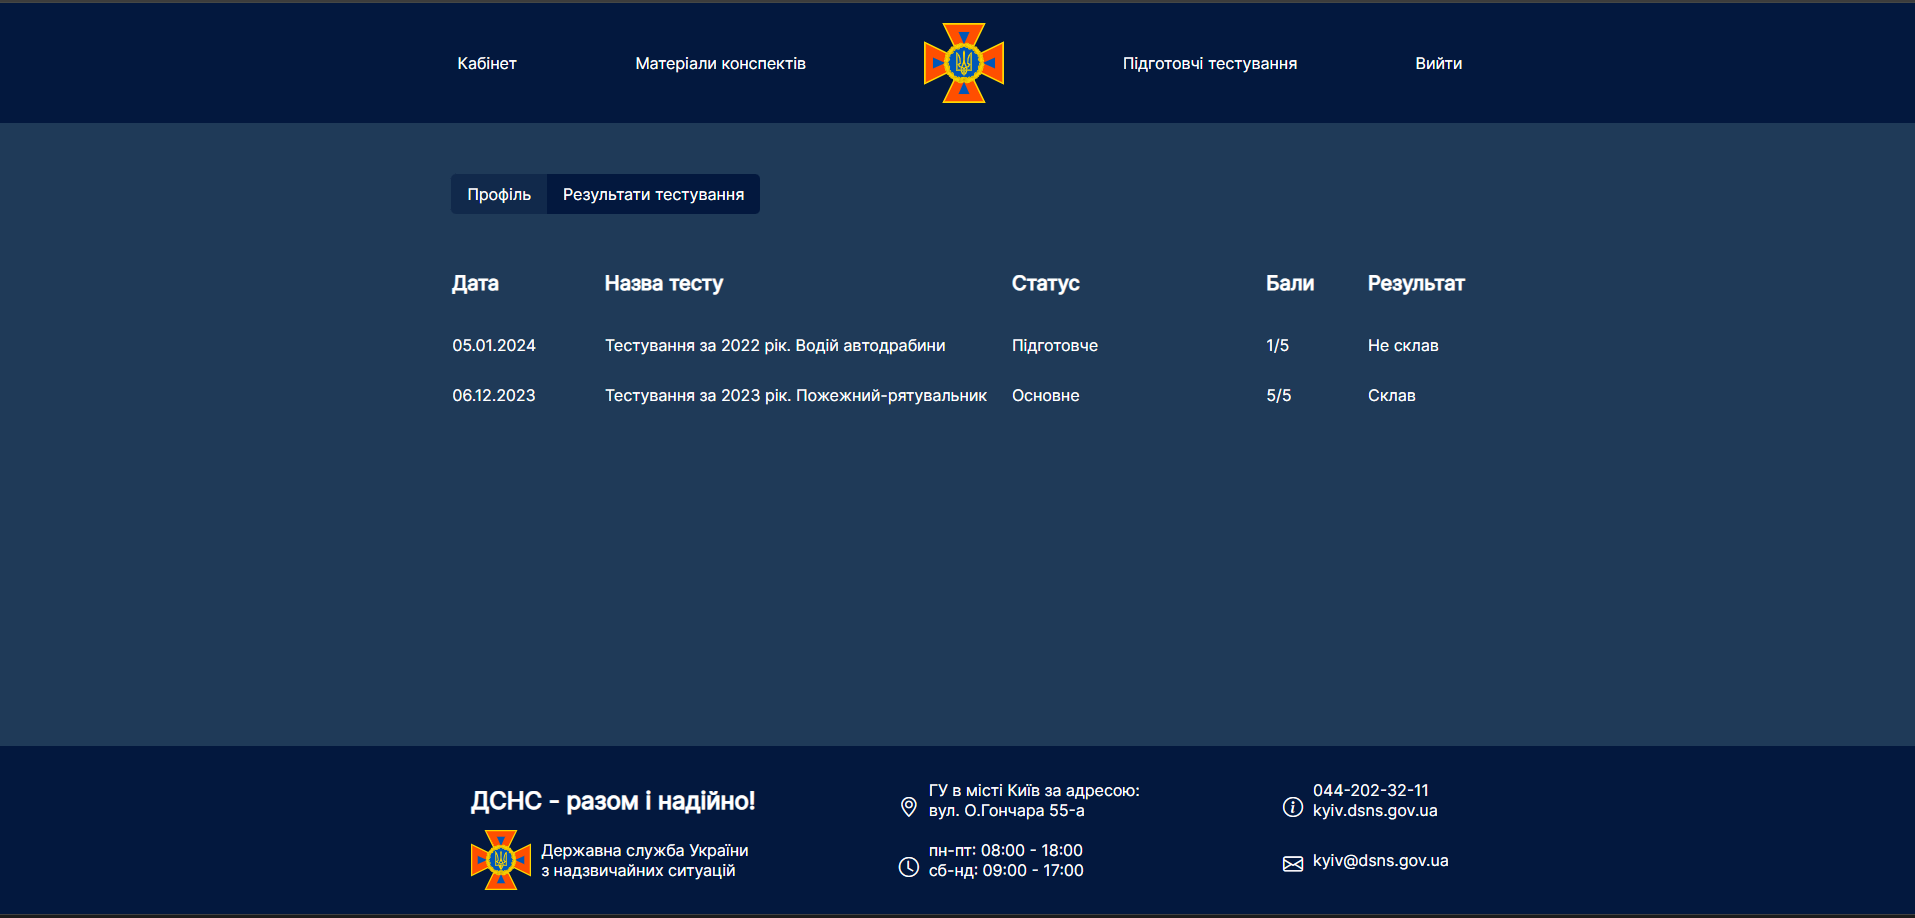 Кабінет
Матеріали конспектів
Підготовчі тестування
Вийти
Профіль
Результати тестування
Дата Назва тесту Статус Бали Результат
05.01.2024 Тестування за 2022 рік. Водій автодрабини Підготовче 1/5 Не склав
06.12.2023 Тестування за 2023 рік. Пожежний-рятувальник Основне 5/5 Склав
ДСНС - разом і надійно!
Державна служба України
з надзвичайних ситуацій
ГУ в місті Київ за адресою:
вул. О.Гончара 55-а
пн-пт: 08:00 - 18:00
сб-нд: 09:00 - 17:00
044-202-32-11
kyiv.dsns.gov.ua
kyiv@dsns.gov.ua